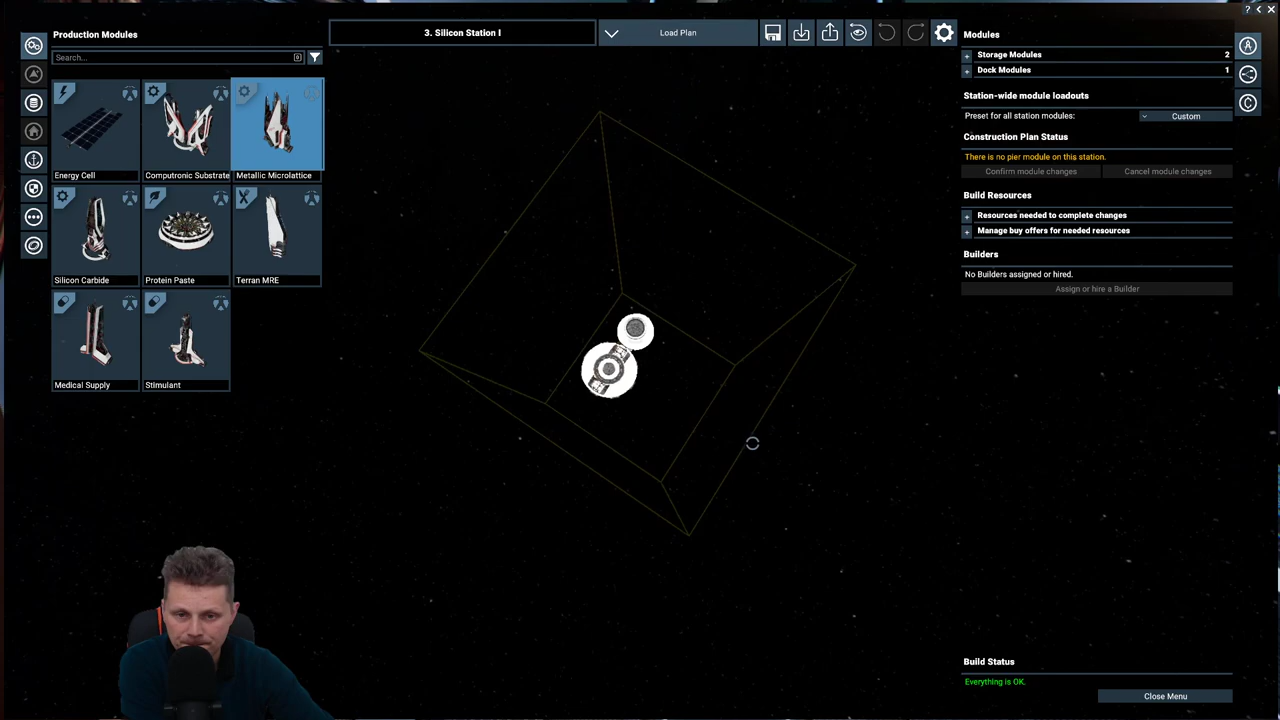 ? < ×
Production Modules
Search...
0
3. Silicon Station I
Load Plan
Energy Cell
Computronic Substrate
Metallic Microlattice
Silicon Carbide
Protein Paste
Terran MRE
Medical Supply
Stimulant
Modules
+ Storage Modules 2
+ Dock Modules 1
Station-wide module loadouts
Preset for all station modules: Custom
Construction Plan Status
There is no pier module on this station.
Confirm module changes
Cancel module changes
Build Resources
+ Resources needed to complete changes
+ Manage buy offers for needed resources
Builders
No Builders assigned or hired.
Assign or hire a Builder
Build Status
Everything is OK.
Close Menu